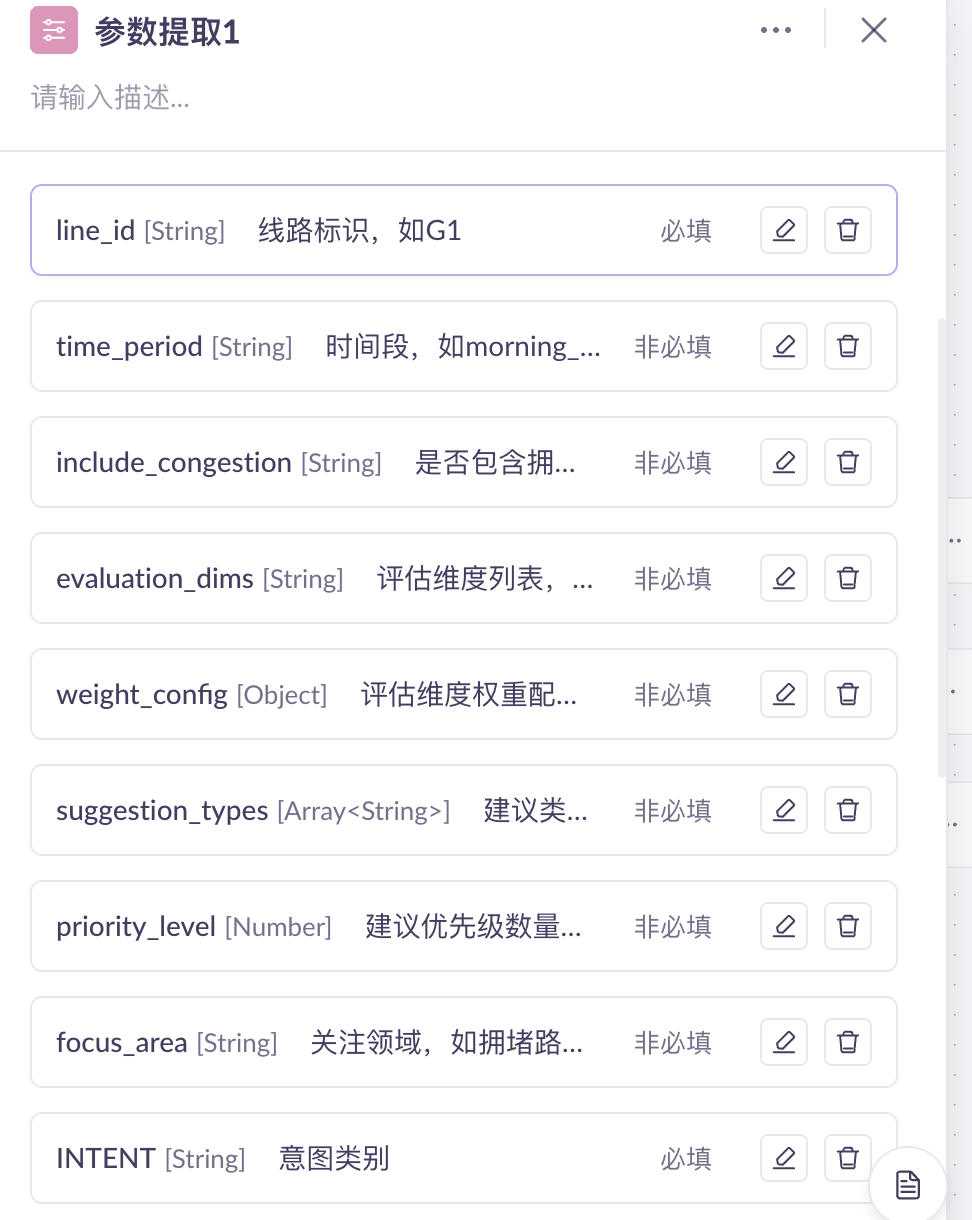 参数提取1
请输入描述...
line_id [String] 线路标识，如G1 必填
time_period [String] 时间段，如morning_... 非必填
include_congestion [String] 是否包含拥... 非必填
evaluation_dims [String] 评估维度列表，... 非必填
weight_config [Object] 评估维度权重配... 非必填
suggestion_types [Array<String>] 建议类... 非必填
priority_level [Number] 建议优先级数量... 非必填
focus_area [String] 关注领域，如拥堵路... 非必填
INTENT [String] 意图类别 必填